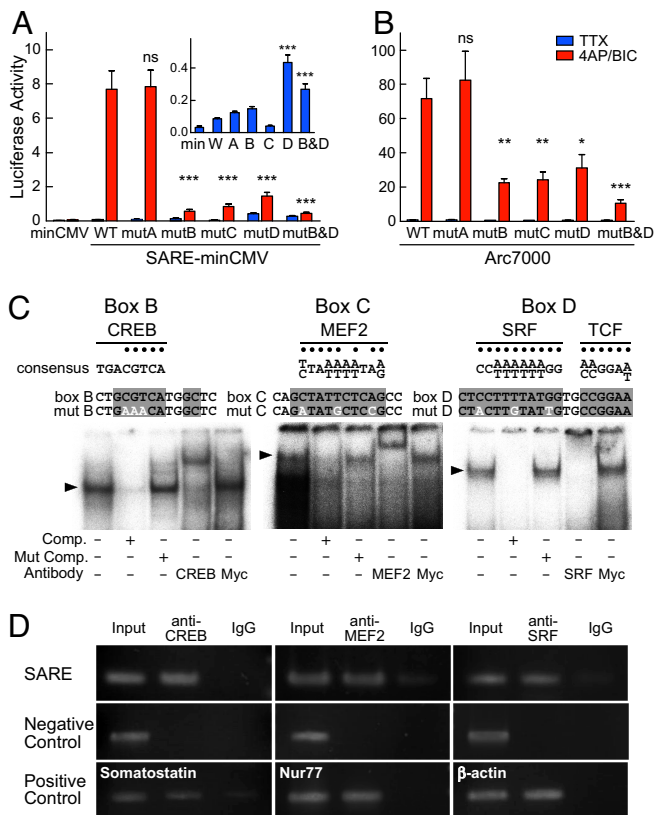 A
B
Luciferase Activity
10
8
6
4
2
0
ns
***
***
***
***
0.4
0.2
0.0
***
***
min W A B C D B&D
minCMV WT mutA mutB mutC mutD mutB&D
SARE-minCMV
100
80
60
40
20
0
ns
**
**
*
***
TTX
4AP/BIC
WT mutA mutB mutC mutD mutB&D
Arc7000
C
Box B
CREB
Box C
MEF2
Box D
SRF TCF
consensus TGACGTCA
box B CTGCGTCATGGCTC
mut B CTGAAACATGGCTC
box C CAGCTATTCTCAGCC
mut C CAGATATGCTCCGCC
box D CTCCTTTATGGTGCCGGAA
mut D CTACTTGTATTGTGCCGGAA
Comp. – + – – – – + – – – – + – – –
Mut Comp. – – + – – – – + – – – – + – –
Antibody – – – CREB Myc – – – MEF2 Myc – – – SRF Myc
D
Input anti-CREB IgG Input anti-MEF2 IgG Input anti-SRF IgG
SARE
Negative Control
Positive Control
Somatostatin
Nur77
β-actin